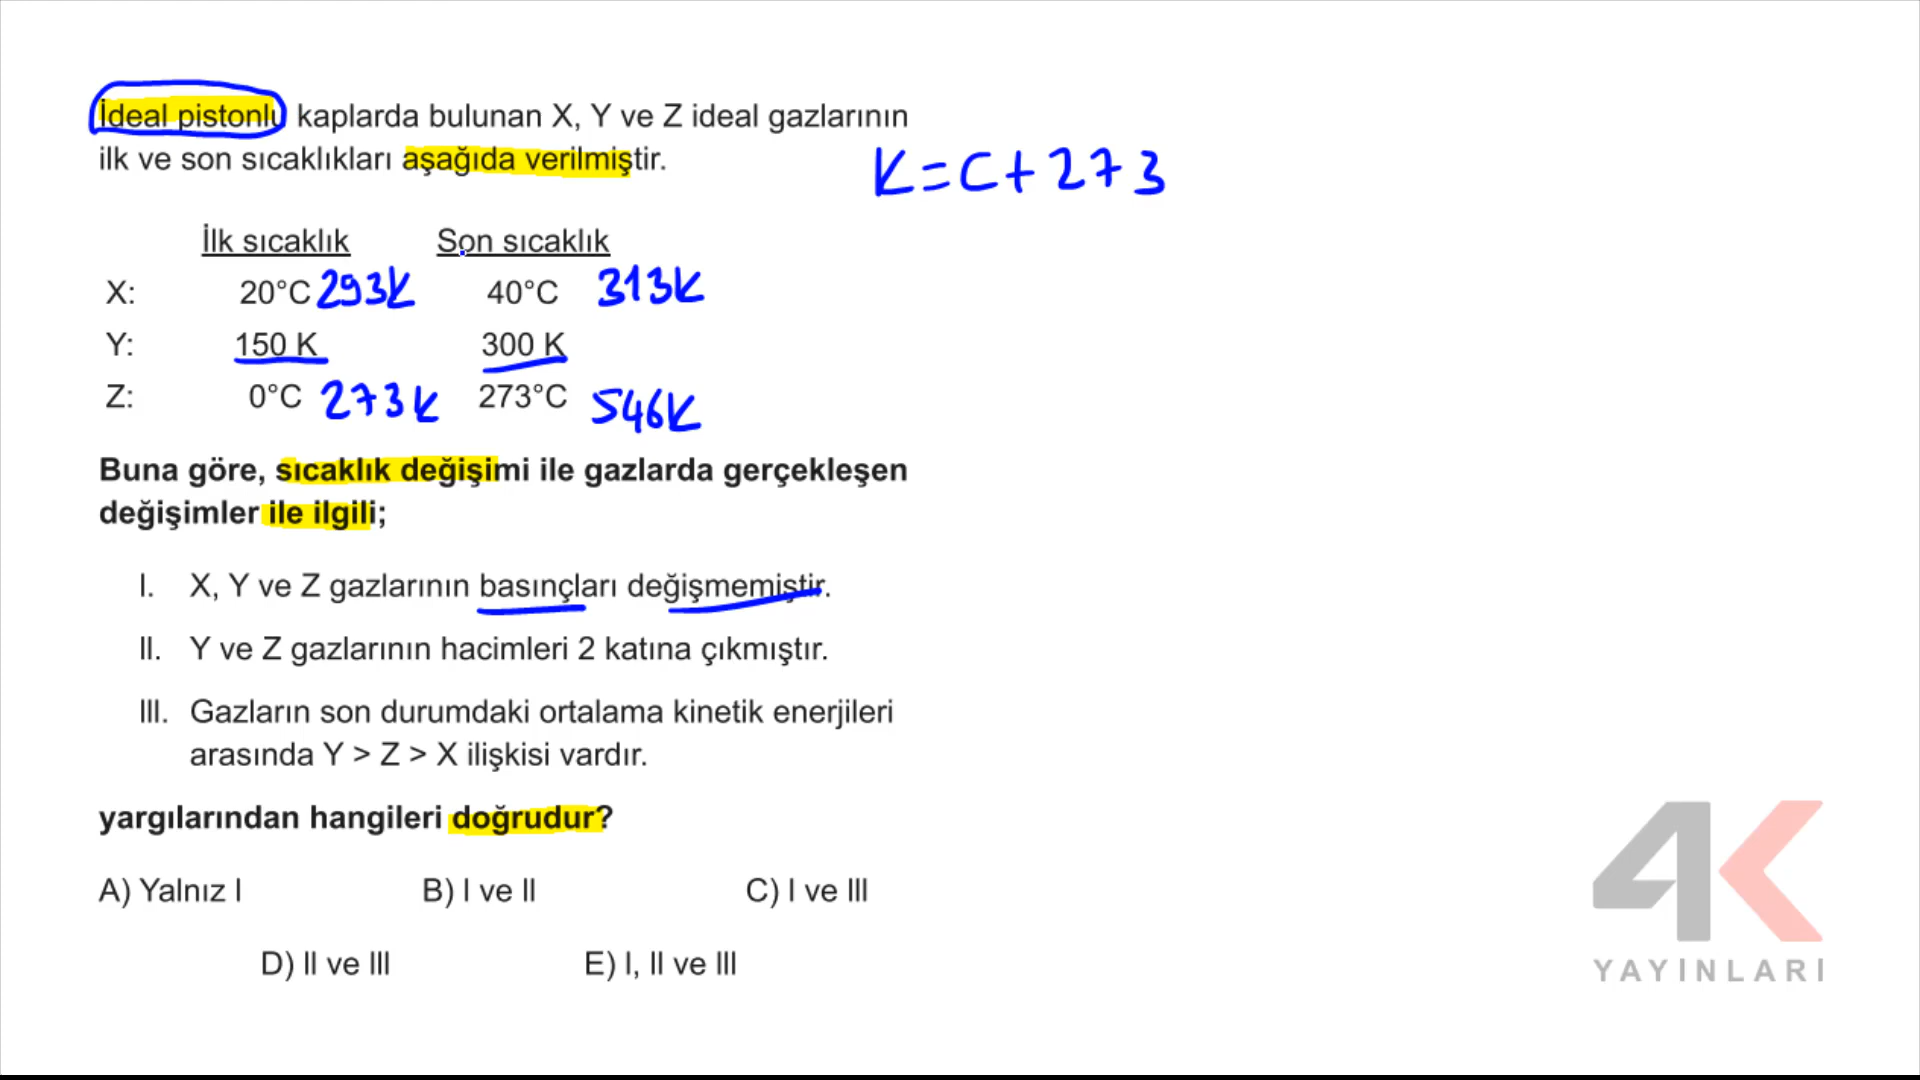 İdeal pistonlu kaplarda bulunan X, Y ve Z ideal gazlarının
ilk ve son sıcaklıkları aşağıda verilmiştir.
K=C+273
İlk sıcaklık Son sıcaklık
X: 20°C 293K 40°C 313K
Y: 150 K 300 K
Z: 0°C 273K 273°C 546K
Buna göre, sıcaklık değişimi ile gazlarda gerçekleşen
değişimler ile ilgili;
I. X, Y ve Z gazlarının basınçları değişmemiştir.
II. Y ve Z gazlarının hacimleri 2 katına çıkmıştır.
III. Gazların son durumdaki ortalama kinetik enerjileri
arasında Y > Z > X ilişkisi vardır.
yargılarından hangileri doğrudur?
A) Yalnız I B) I ve II C) I ve III
D) II ve III E) I, II ve III
4K
YAYINLARI